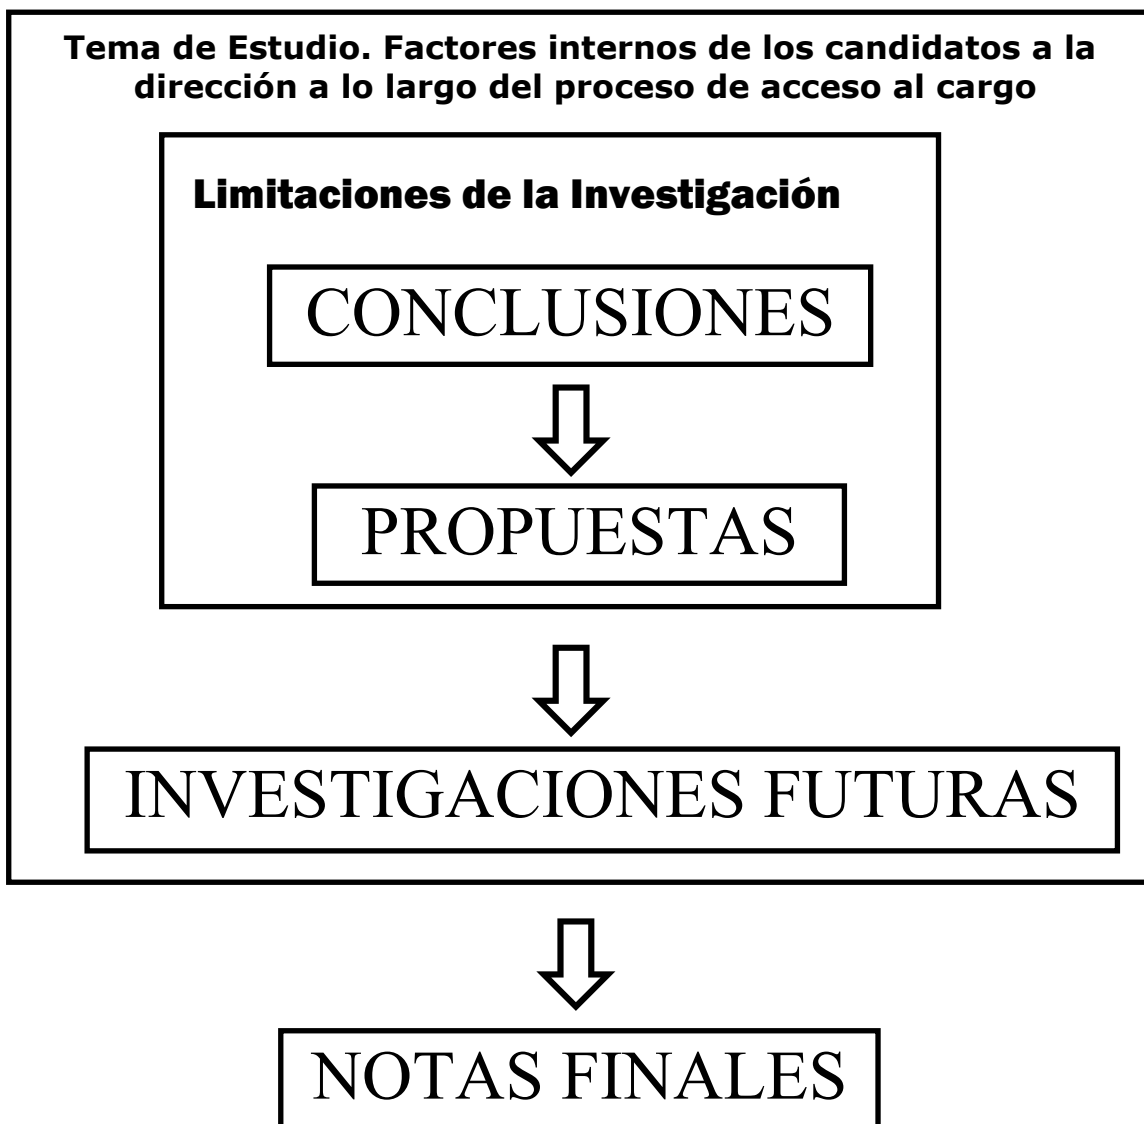 Tema de Estudio. Factores internos de los candidatos a la
dirección a lo largo del proceso de acceso al cargo
Limitaciones de la Investigación
CONCLUSIONES
PROPUESTAS
INVESTIGACIONES FUTURAS
NOTAS FINALES